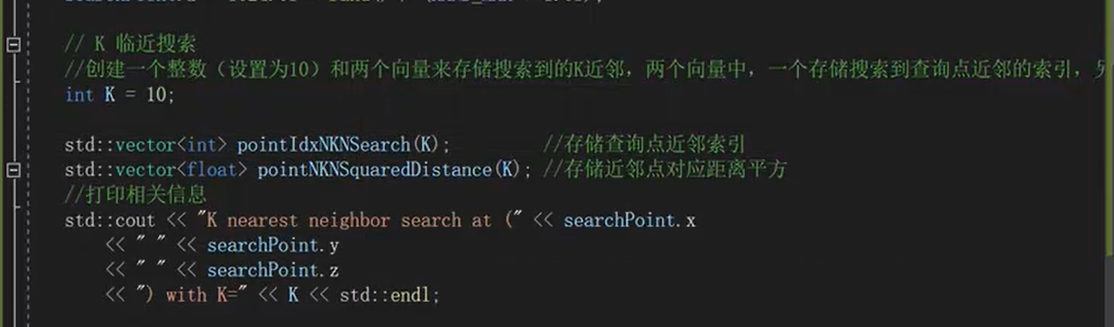 // K 临近搜索
//创建一个整数（设置为10）和两个向量来存储搜索到的K近邻，两个向量中，一个存储搜索到查询点近邻的索引，
int K = 10;
std::vector<int> pointIdxNKNSearch(K); //存储查询点近邻索引
std::vector<float> pointNKNSquaredDistance(K); //存储近邻点对应距离平方
//打印相关信息
std::cout << "K nearest neighbor search at (" << searchPoint.x
<< " " << searchPoint.y
<< " " << searchPoint.z
<< ") with K=" << K << std::endl;